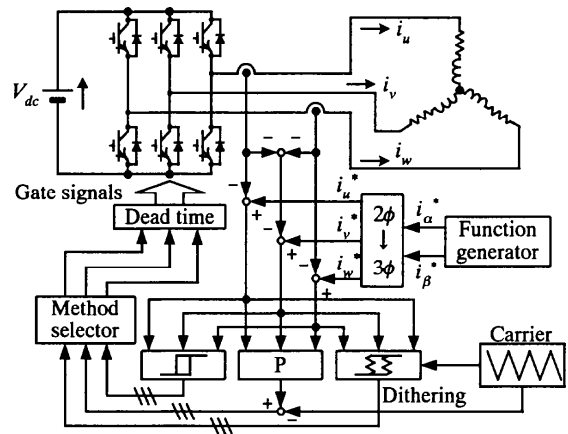 i_u
i_v
V_dc
i_w
Gate signals
Dead time
i_u^*
i_v^*
i_w^*
2ϕ
↓
3ϕ
i_α^*
i_β^*
Function
generator
Method
selector
P
Carrier
Dithering
− −
− +
− +
− +
+ −